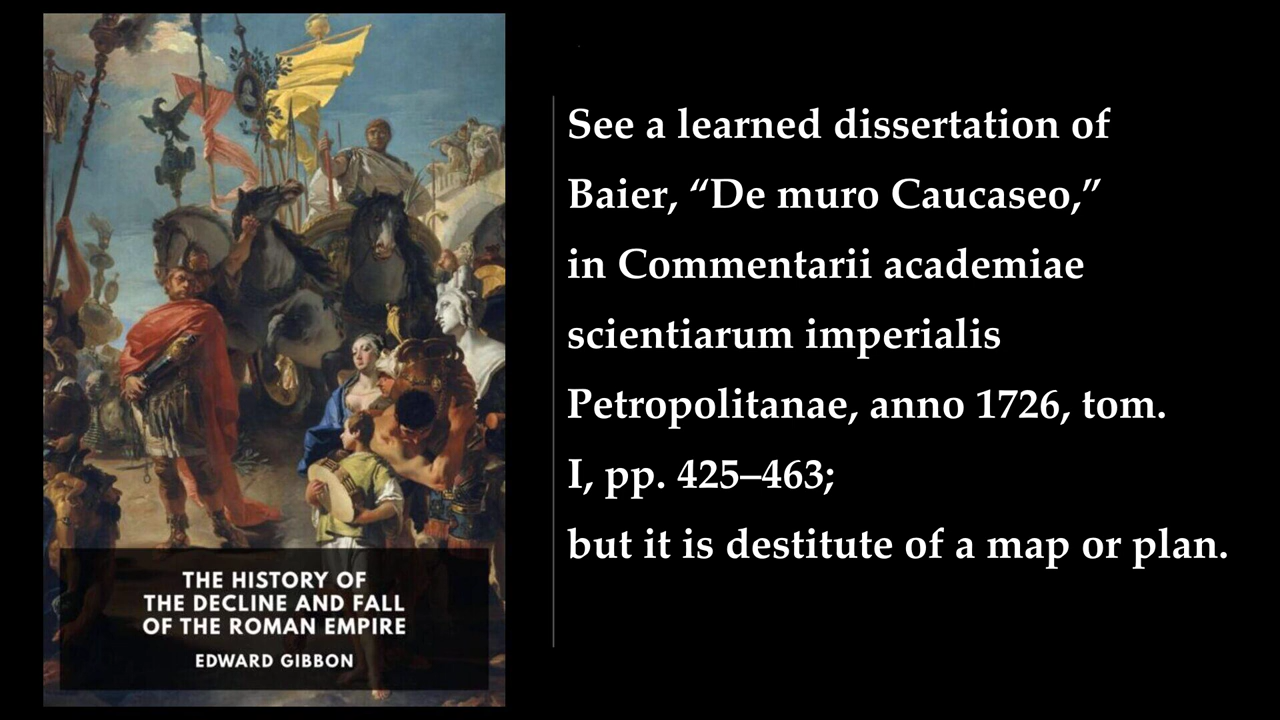 See a learned dissertation of
Baier, “De muro Caucaseo,”
in Commentarii academiae
scientiarum imperialis
Petropolitanae, anno 1726, tom.
I, pp. 425–463;
but it is destitute of a map or plan.
THE HISTORY OF
THE DECLINE AND FALL
OF THE ROMAN EMPIRE
EDWARD GIBBON